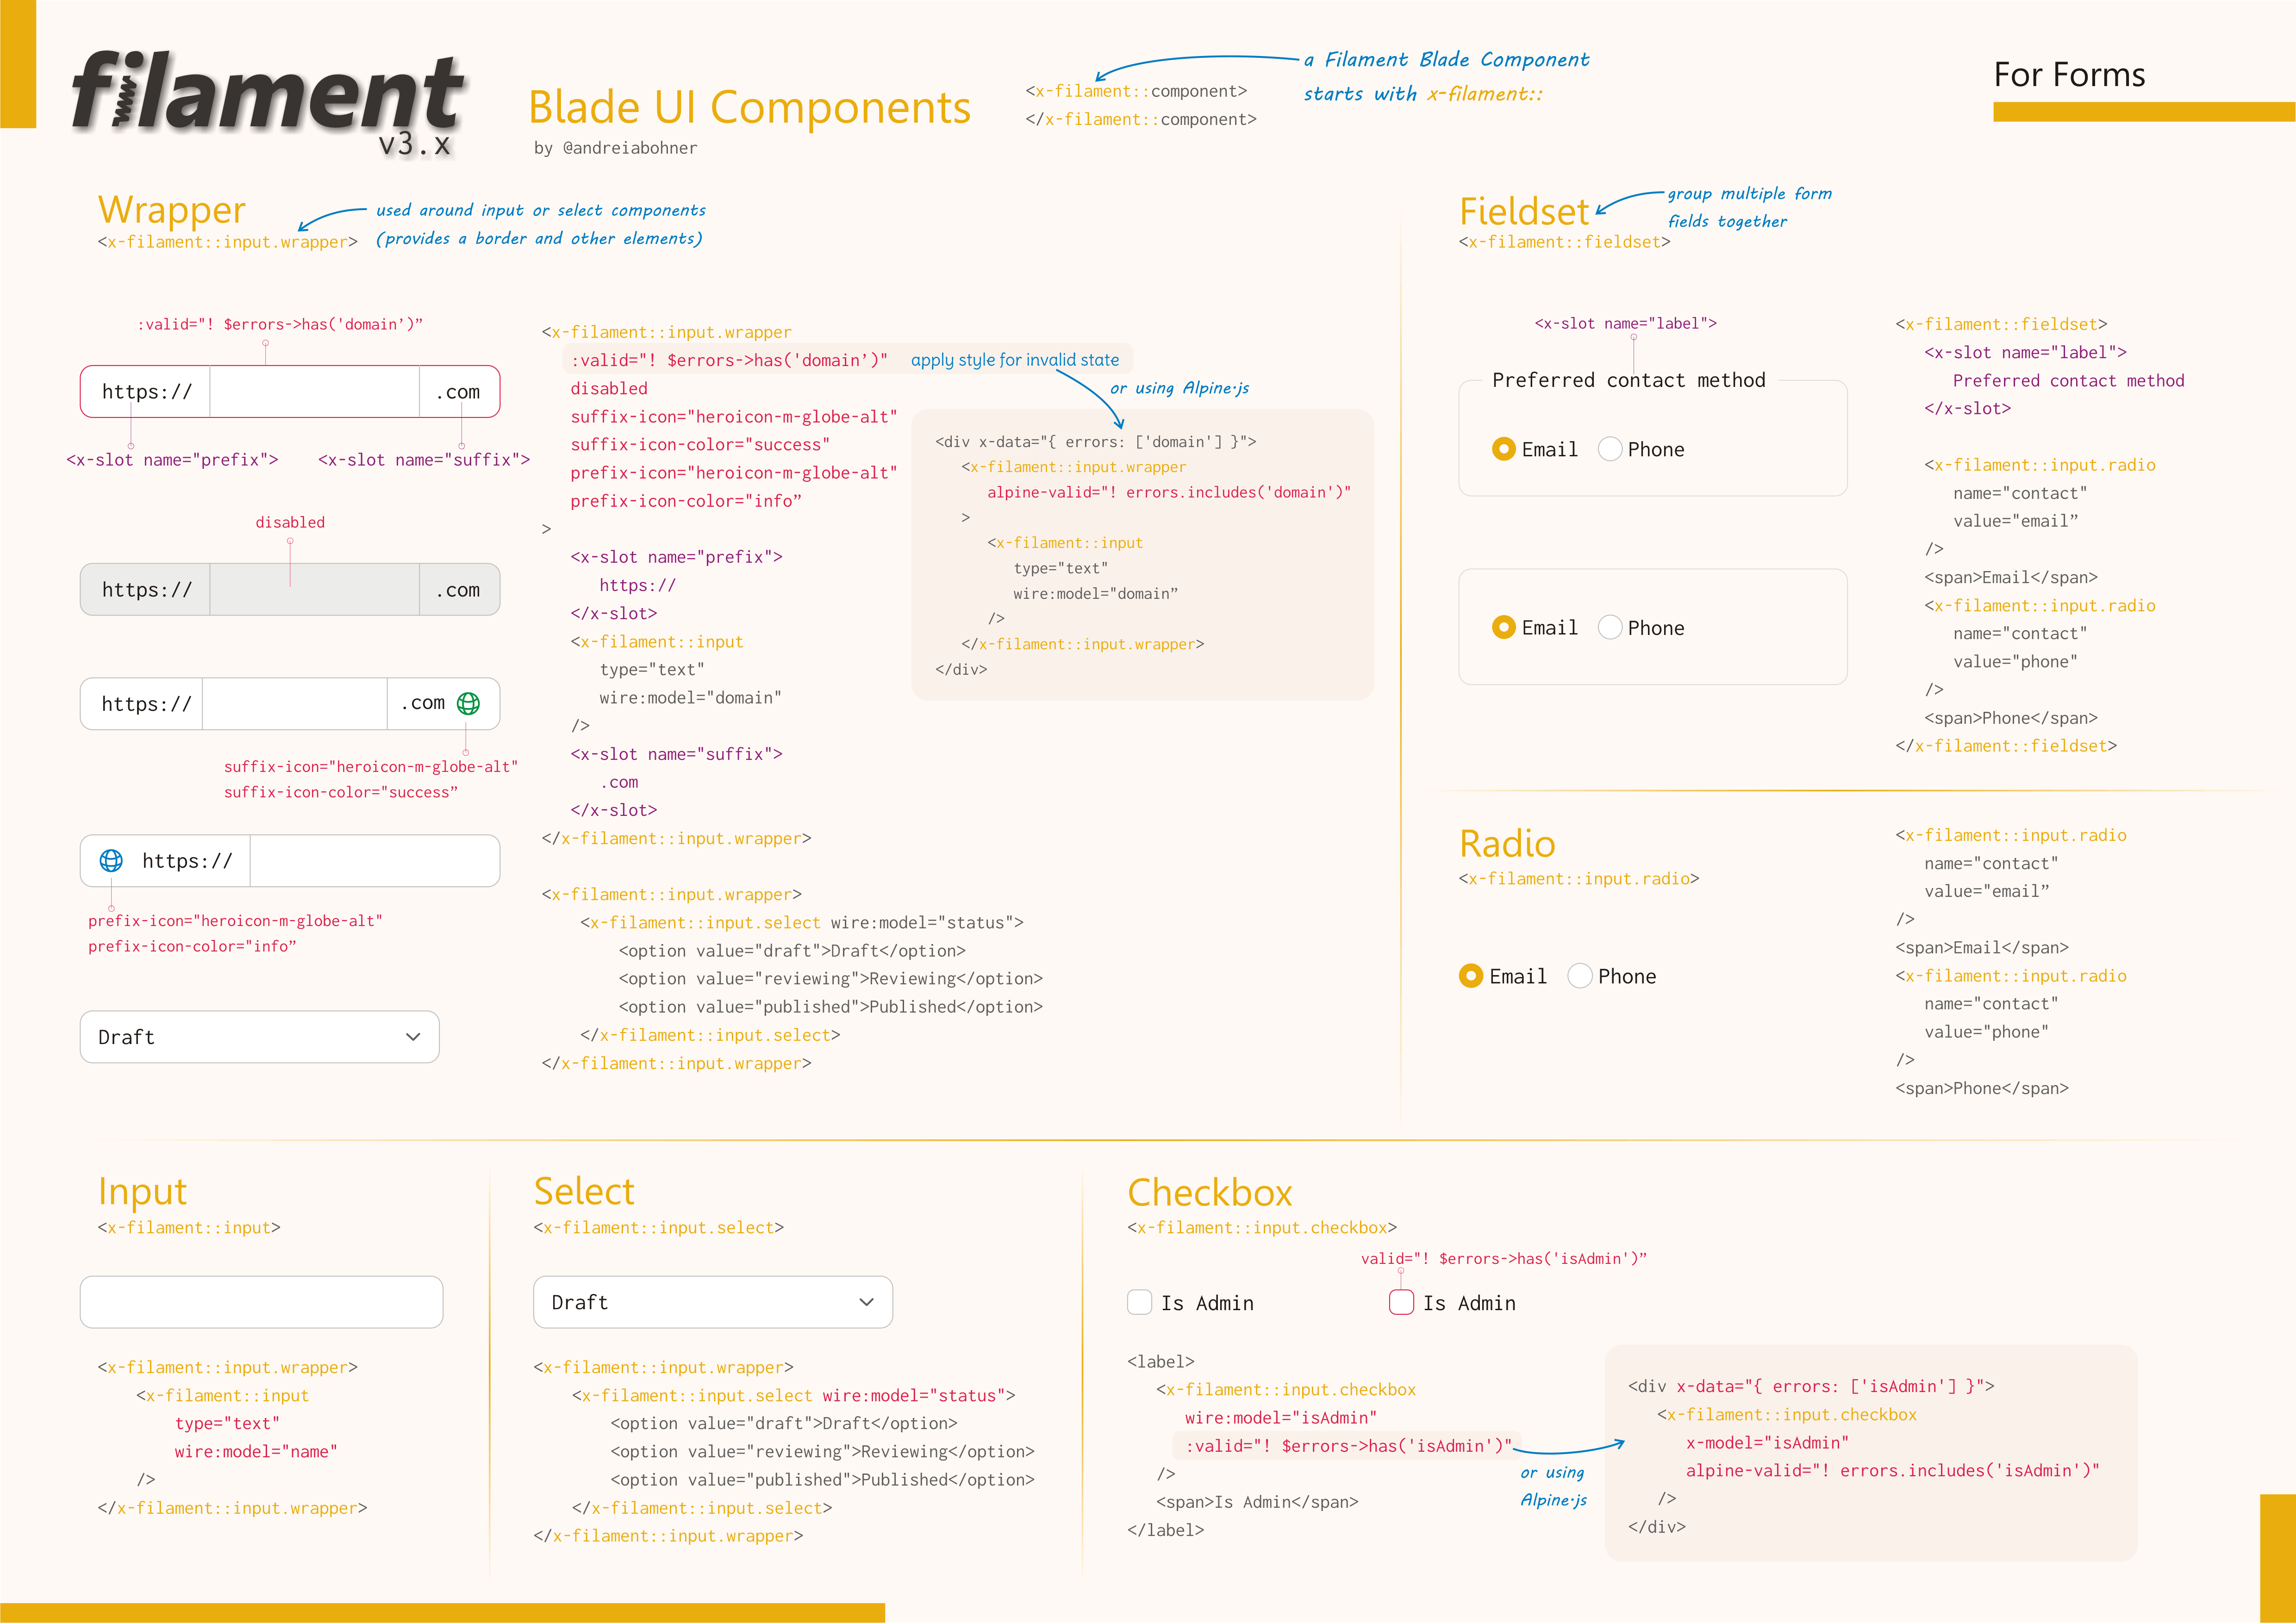 filament
v3.x
Blade UI Components
by @andreiabohner
<x-filament::component>
</x-filament::component>
a Filament Blade Component
starts with x-filament::
For Forms
Wrapper
<x-filament::input.wrapper>
used around input or select components
(provides a border and other elements)
:valid="! $errors->has('domain’)”
https://
.com
<x-slot name="prefix">
<x-slot name="suffix">
disabled
https://
.com
https://
.com
suffix-icon="heroicon-m-globe-alt"
suffix-icon-color="success”
https://
prefix-icon="heroicon-m-globe-alt"
prefix-icon-color="info”
Draft
<x-filament::input.wrapper
:valid="! $errors->has('domain’)"
apply style for invalid state
disabled
suffix-icon="heroicon-m-globe-alt"
suffix-icon-color="success"
prefix-icon="heroicon-m-globe-alt"
prefix-icon-color="info”
>
<x-slot name="prefix">
https://
</x-slot>
<x-filament::input
type="text"
wire:model="domain"
/>
<x-slot name="suffix">
.com
</x-slot>
</x-filament::input.wrapper>
or using Alpine.js
<div x-data="{ errors: ['domain'] }">
<x-filament::input.wrapper
alpine-valid="! errors.includes('domain')"
>
<x-filament::input
type="text"
wire:model="domain”
/>
</x-filament::input.wrapper>
</div>
<x-filament::input.wrapper>
<x-filament::input.select wire:model="status">
<option value="draft">Draft</option>
<option value="reviewing">Reviewing</option>
<option value="published">Published</option>
</x-filament::input.select>
</x-filament::input.wrapper>
Fieldset
<x-filament::fieldset>
group multiple form
fields together
<x-slot name="label">
Preferred contact method
Email
Phone
Email
Phone
<x-filament::fieldset>
<x-slot name="label">
Preferred contact method
</x-slot>
<x-filament::input.radio
name="contact"
value="email”
/>
<span>Email</span>
<x-filament::input.radio
name="contact"
value="phone"
/>
<span>Phone</span>
</x-filament::fieldset>
Radio
<x-filament::input.radio>
Email
Phone
<x-filament::input.radio
name="contact"
value="email”
/>
<span>Email</span>
<x-filament::input.radio
name="contact"
value="phone"
/>
<span>Phone</span>
Input
<x-filament::input>
<x-filament::input.wrapper>
<x-filament::input
type="text"
wire:model="name"
/>
</x-filament::input.wrapper>
Select
<x-filament::input.select>
Draft
<x-filament::input.wrapper>
<x-filament::input.select wire:model="status">
<option value="draft">Draft</option>
<option value="reviewing">Reviewing</option>
<option value="published">Published</option>
</x-filament::input.select>
</x-filament::input.wrapper>
Checkbox
<x-filament::input.checkbox>
valid="! $errors->has('isAdmin')”
Is Admin
Is Admin
<label>
<x-filament::input.checkbox
wire:model="isAdmin"
:valid="! $errors->has('isAdmin')"
/>
<span>Is Admin</span>
</label>
or using
Alpine.js
<div x-data="{ errors: ['isAdmin'] }">
<x-filament::input.checkbox
x-model="isAdmin"
alpine-valid="! errors.includes('isAdmin')"
/>
</div>